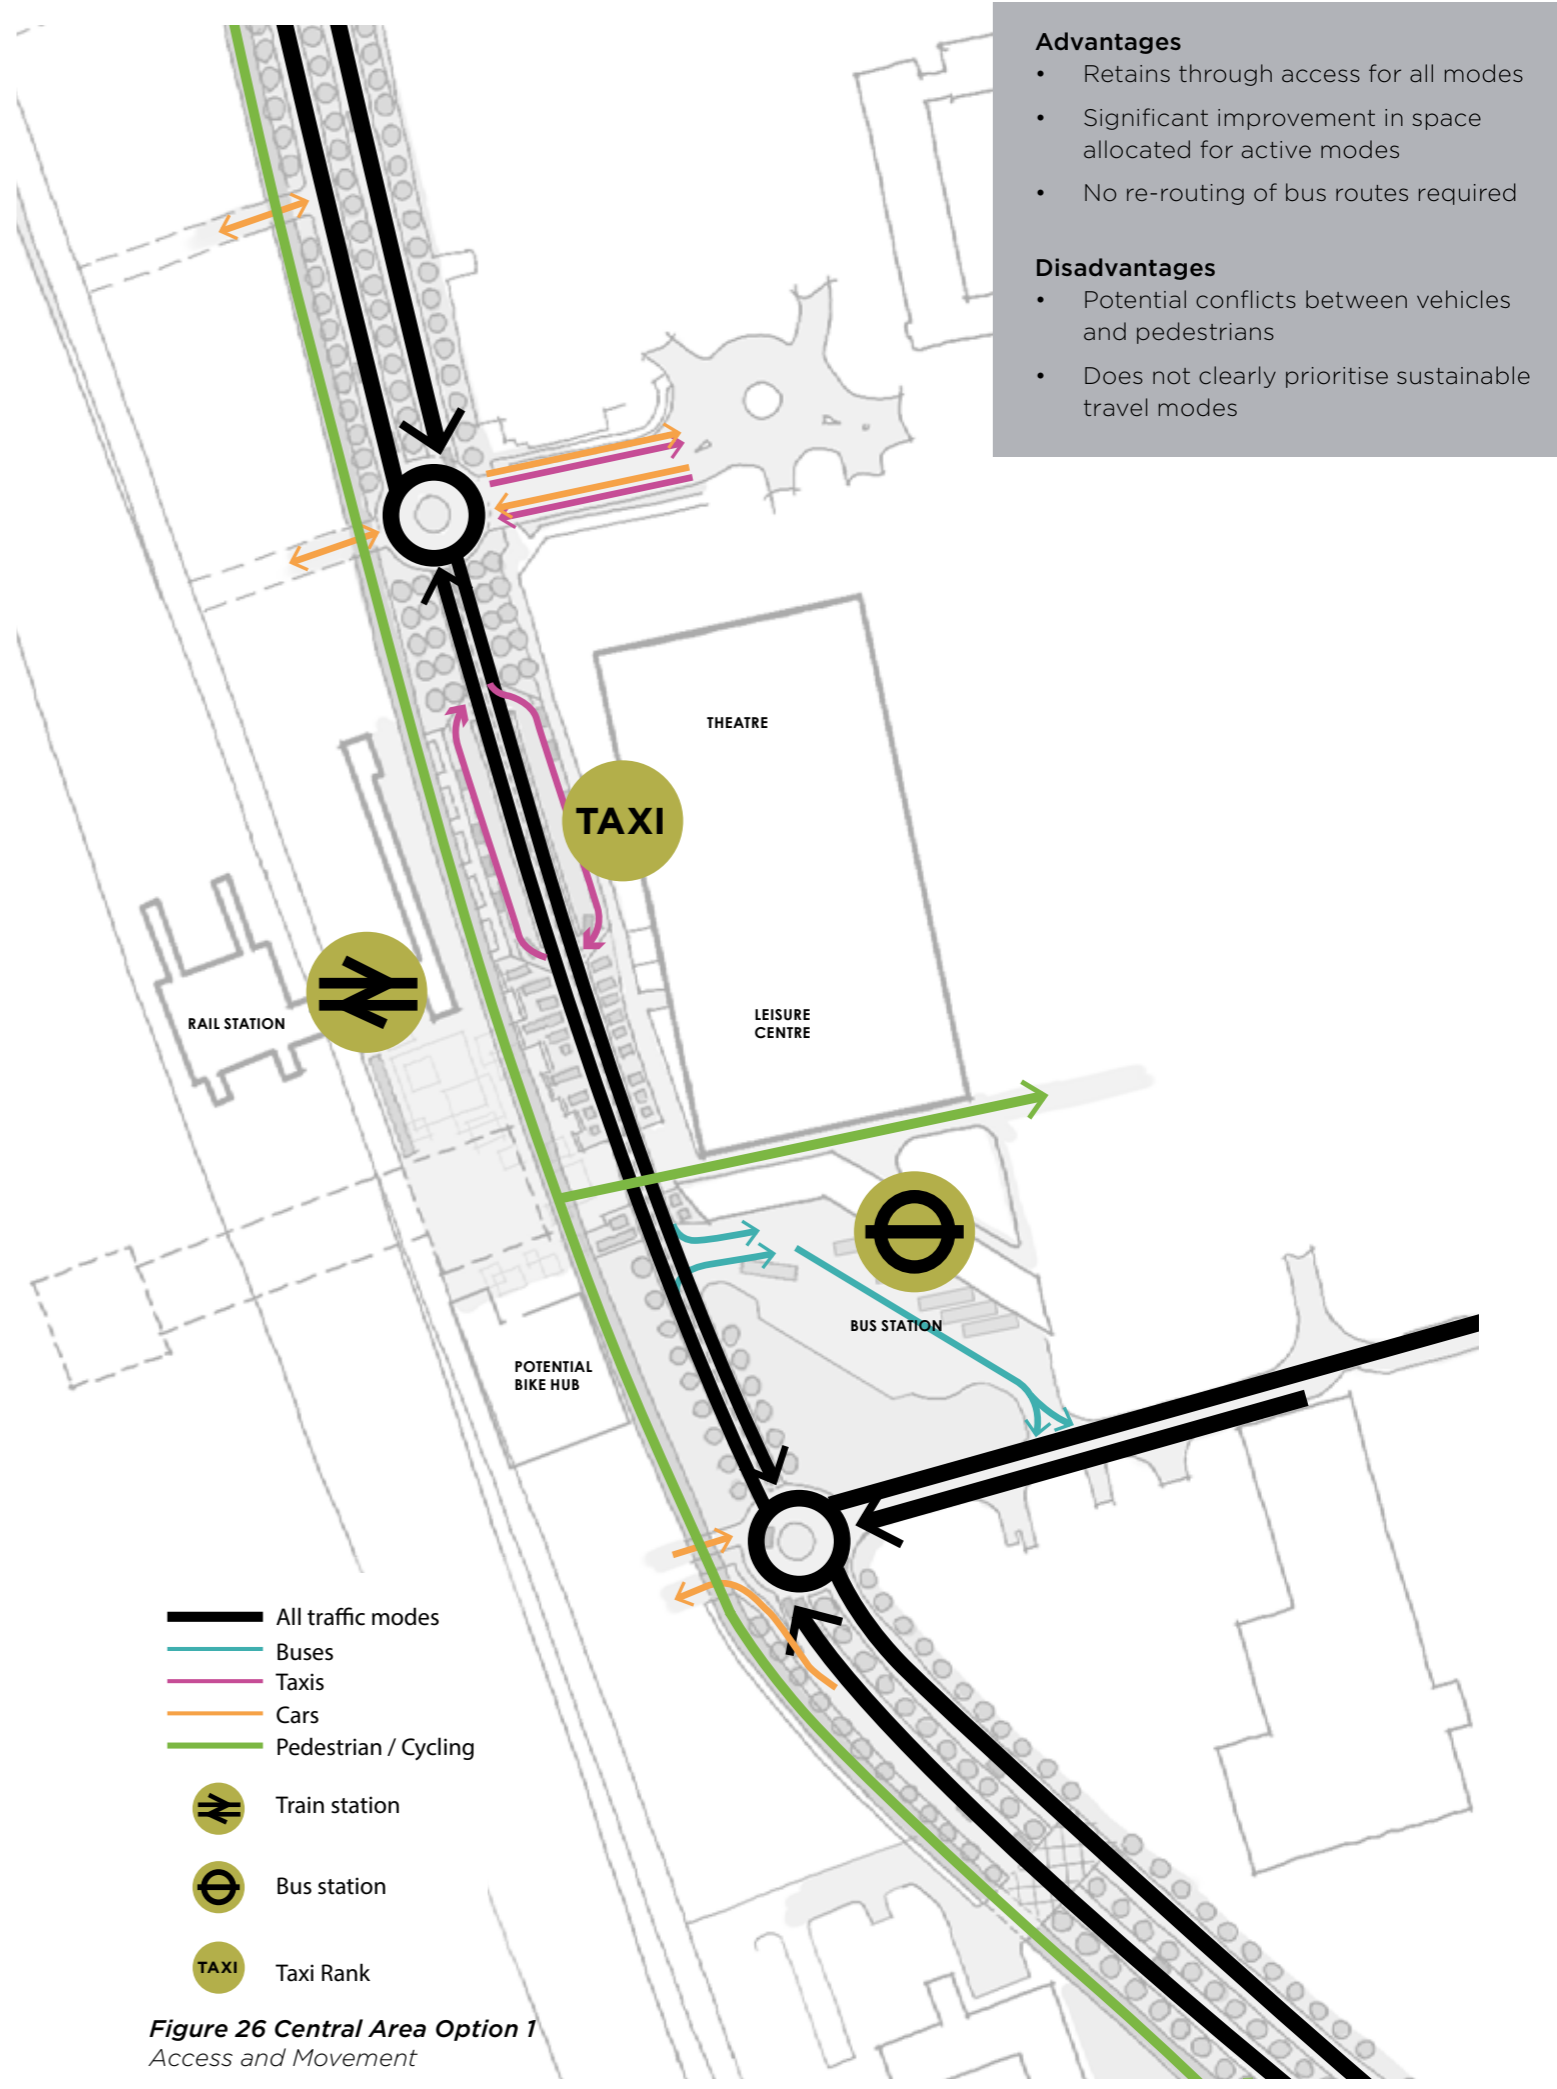 Advantages
• Retains through access for all modes
• Significant improvement in space
allocated for active modes
• No re-routing of bus routes required
Disadvantages
• Potential conflicts between vehicles
and pedestrians
• Does not clearly prioritise sustainable
travel modes
THEATRE
TAXI
RAIL STATION
LEISURE
CENTRE
BUS STATION
POTENTIAL
BIKE HUB
All traffic modes
Buses
Taxis
Cars
Pedestrian / Cycling
Train station
Bus station
TAXI Taxi Rank
Figure 26 Central Area Option 1
Access and Movement